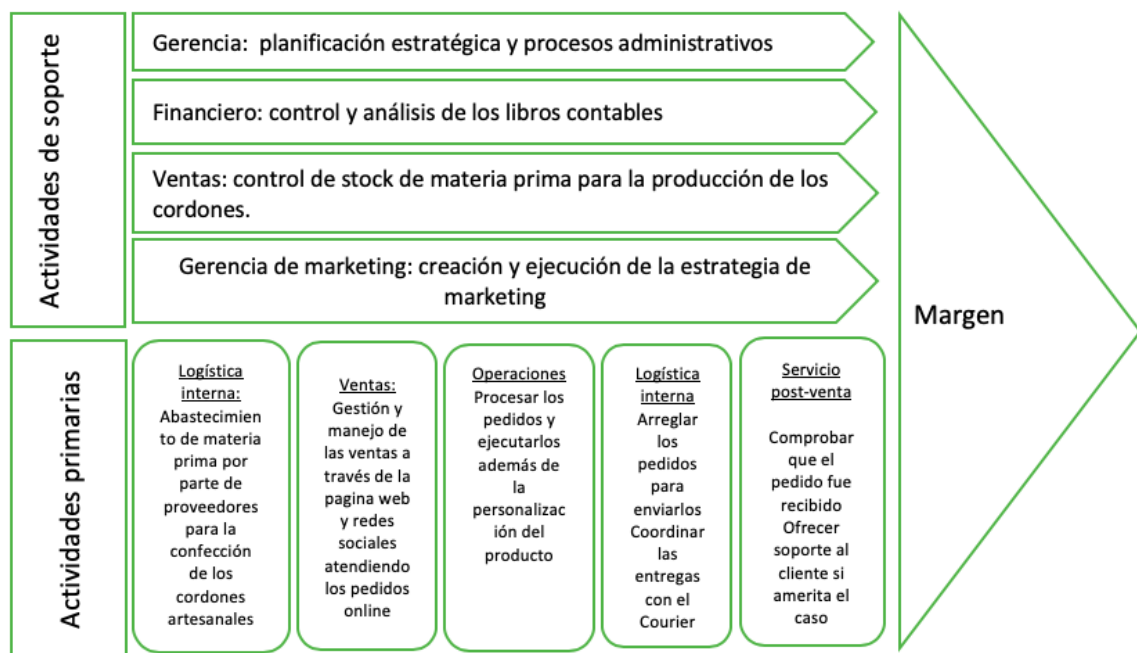 Actividades de soporte
Gerencia:  planificación estratégica y procesos administrativos
Financiero: control y análisis de los libros contables
Ventas: control de stock de materia prima para la producción de los
cordones.
Gerencia de marketing: creación y ejecución de la estrategia de
marketing
Margen
Actividades primarias
Logística
interna:
Abastecimien
to de materia
prima por
parte de
proveedores
para la
confección
de los
cordones
artesanales
Ventas:
Gestión y
manejo de
las ventas a
través de la
pagina web
y redes
sociales
atendiendo
los pedidos
online
Operaciones
Procesar los
pedidos y
ejecutarlos
además de
la
personalizac
ión del
producto
Logística
interna
Arreglar
los
pedidos
para
enviarlos
Coordinar
las
entregas
con el
Courier
Servicio
post-venta
Comprobar
que el
pedido fue
recibido
Ofrecer
soporte al
cliente si
amerita el
caso